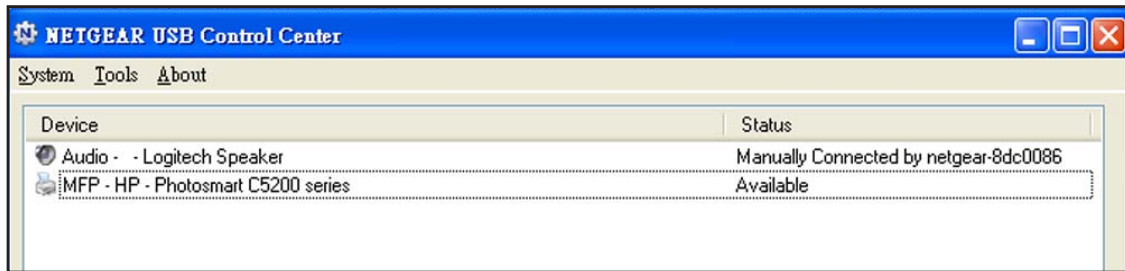 NETGEAR USB Control Center
System Tools About
Device Status
Audio - - Logitech Speaker Manually Connected by netgear-8dc0086
MFP - HP - Photosmart C5200 series Available